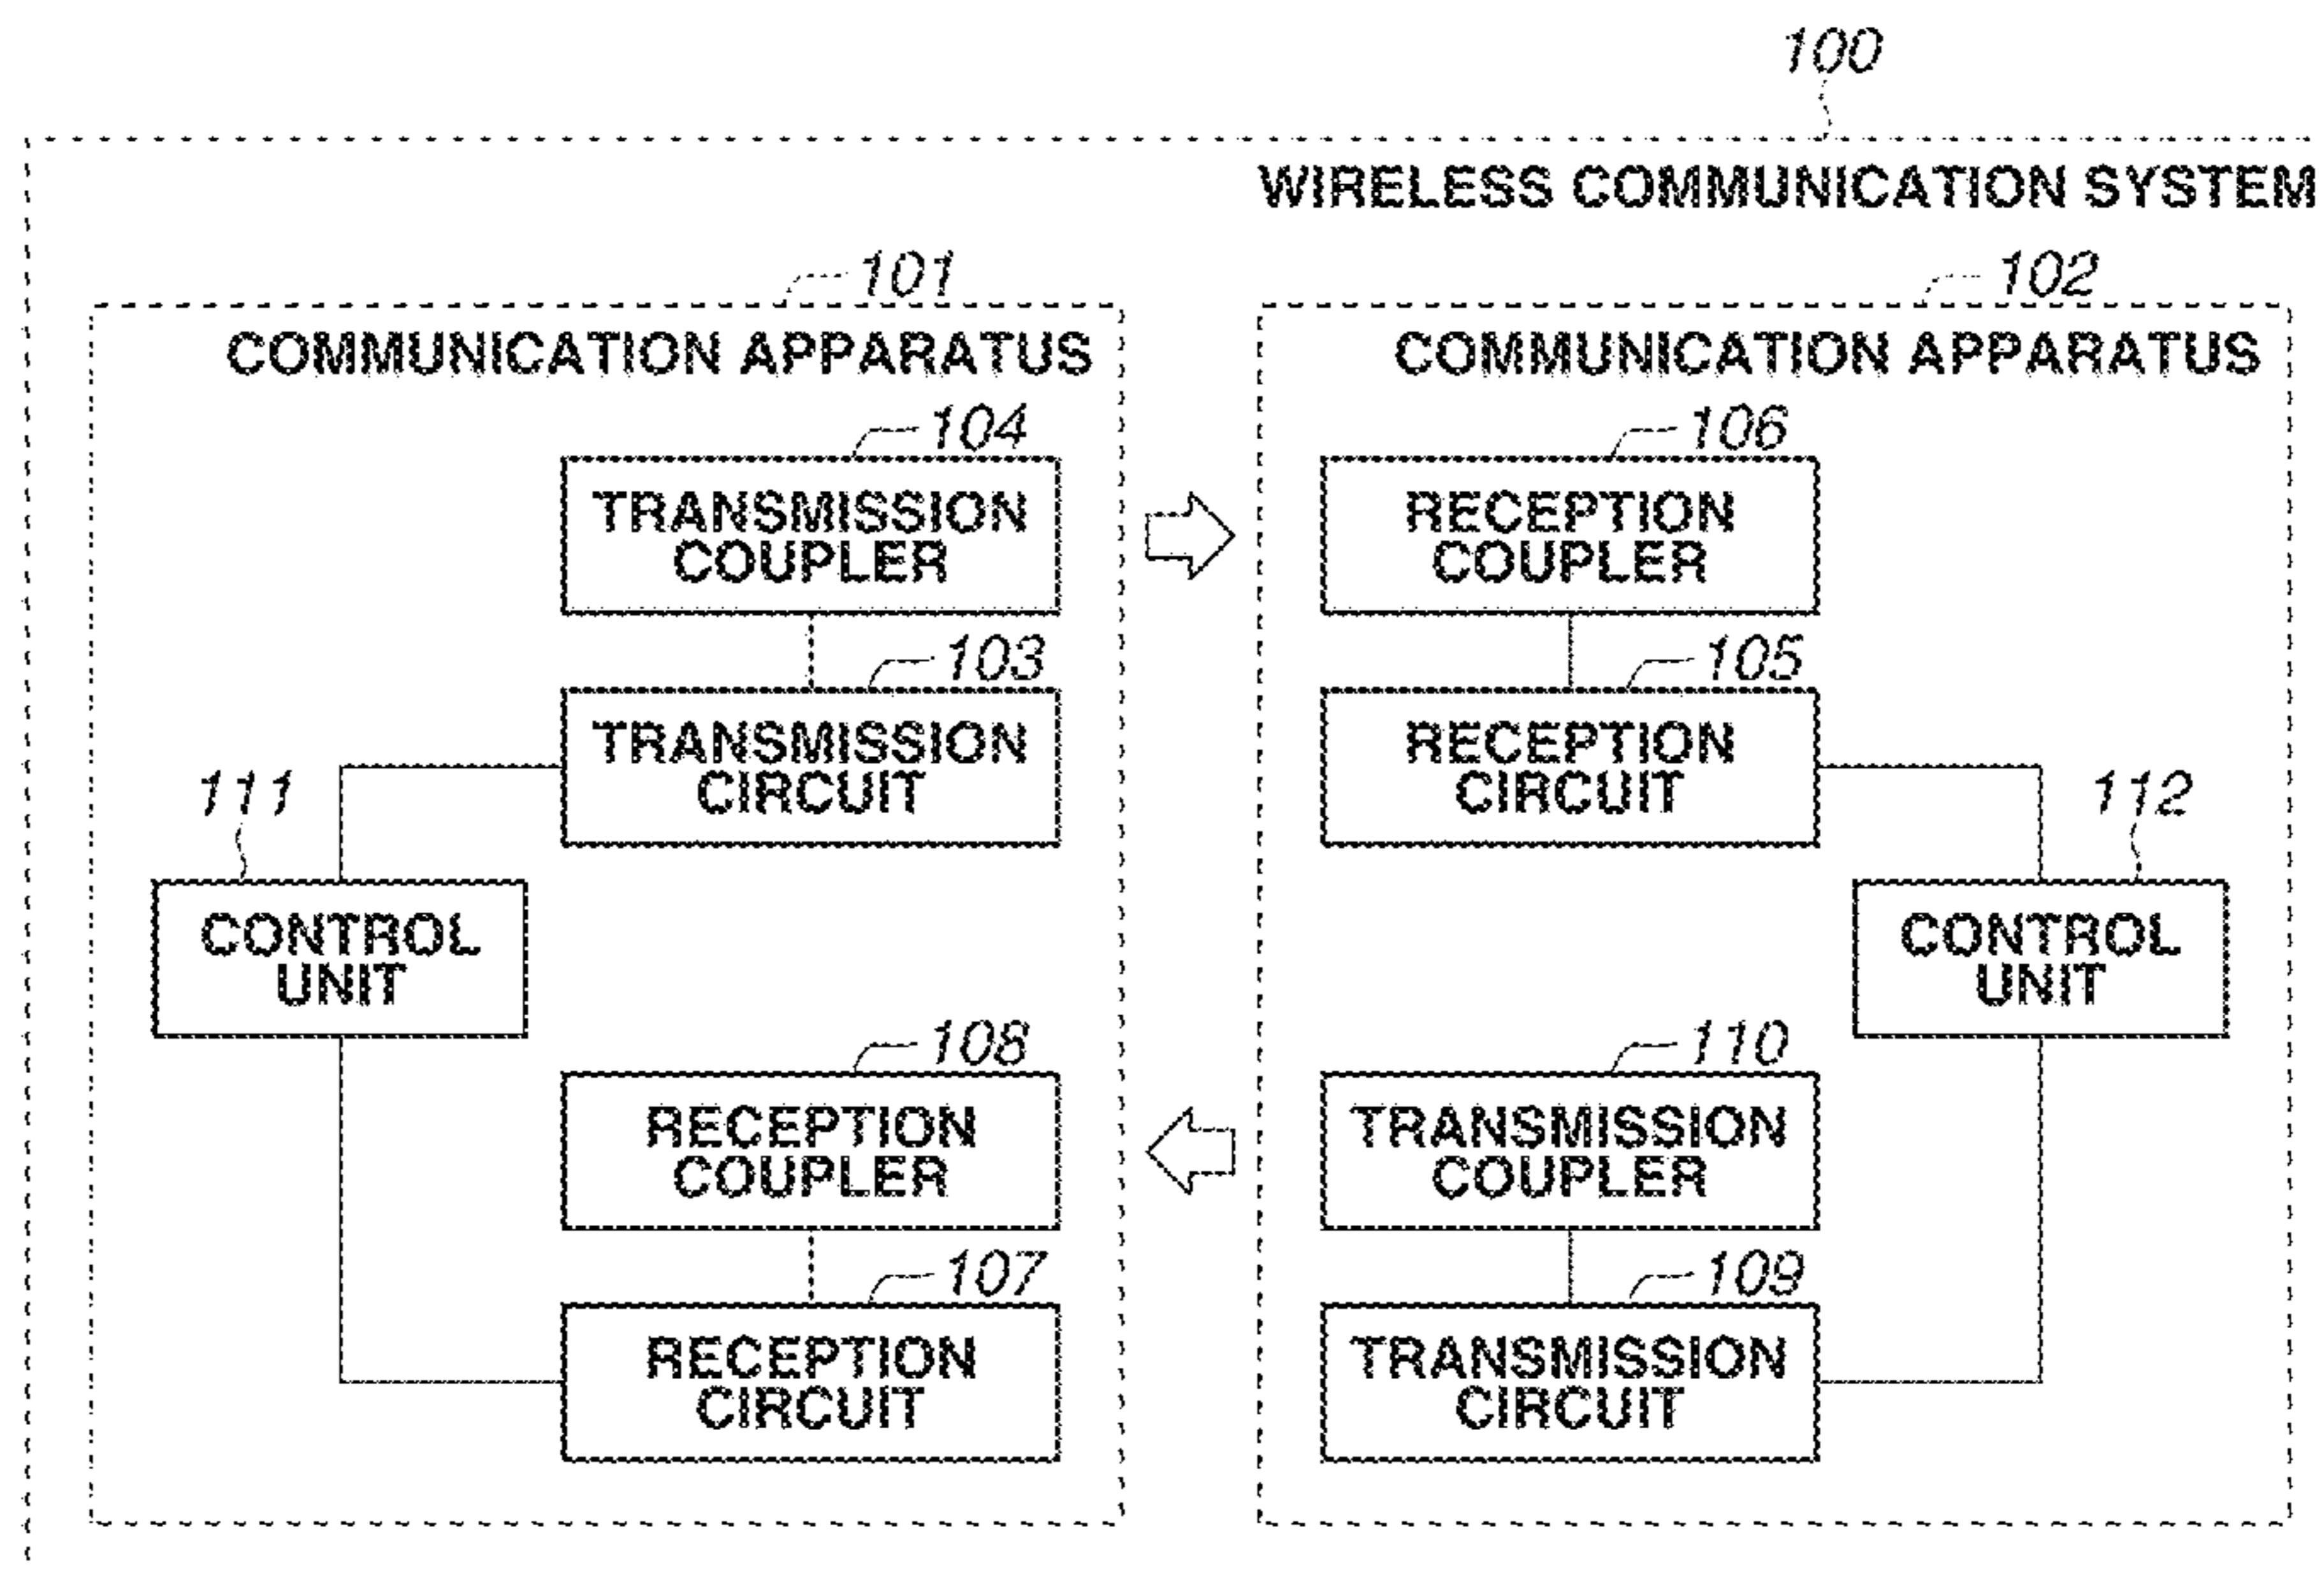 100
WIRELESS COMMUNICATION SYSTEM
101
COMMUNICATION APPARATUS
104
TRANSMISSION
COUPLER
103
TRANSMISSION
CIRCUIT
111
CONTROL
UNIT
108
RECEPTION
COUPLER
107
RECEPTION
CIRCUIT
102
COMMUNICATION APPARATUS
106
RECEPTION
COUPLER
105
RECEPTION
CIRCUIT
112
CONTROL
UNIT
110
TRANSMISSION
COUPLER
109
TRANSMISSION
CIRCUIT